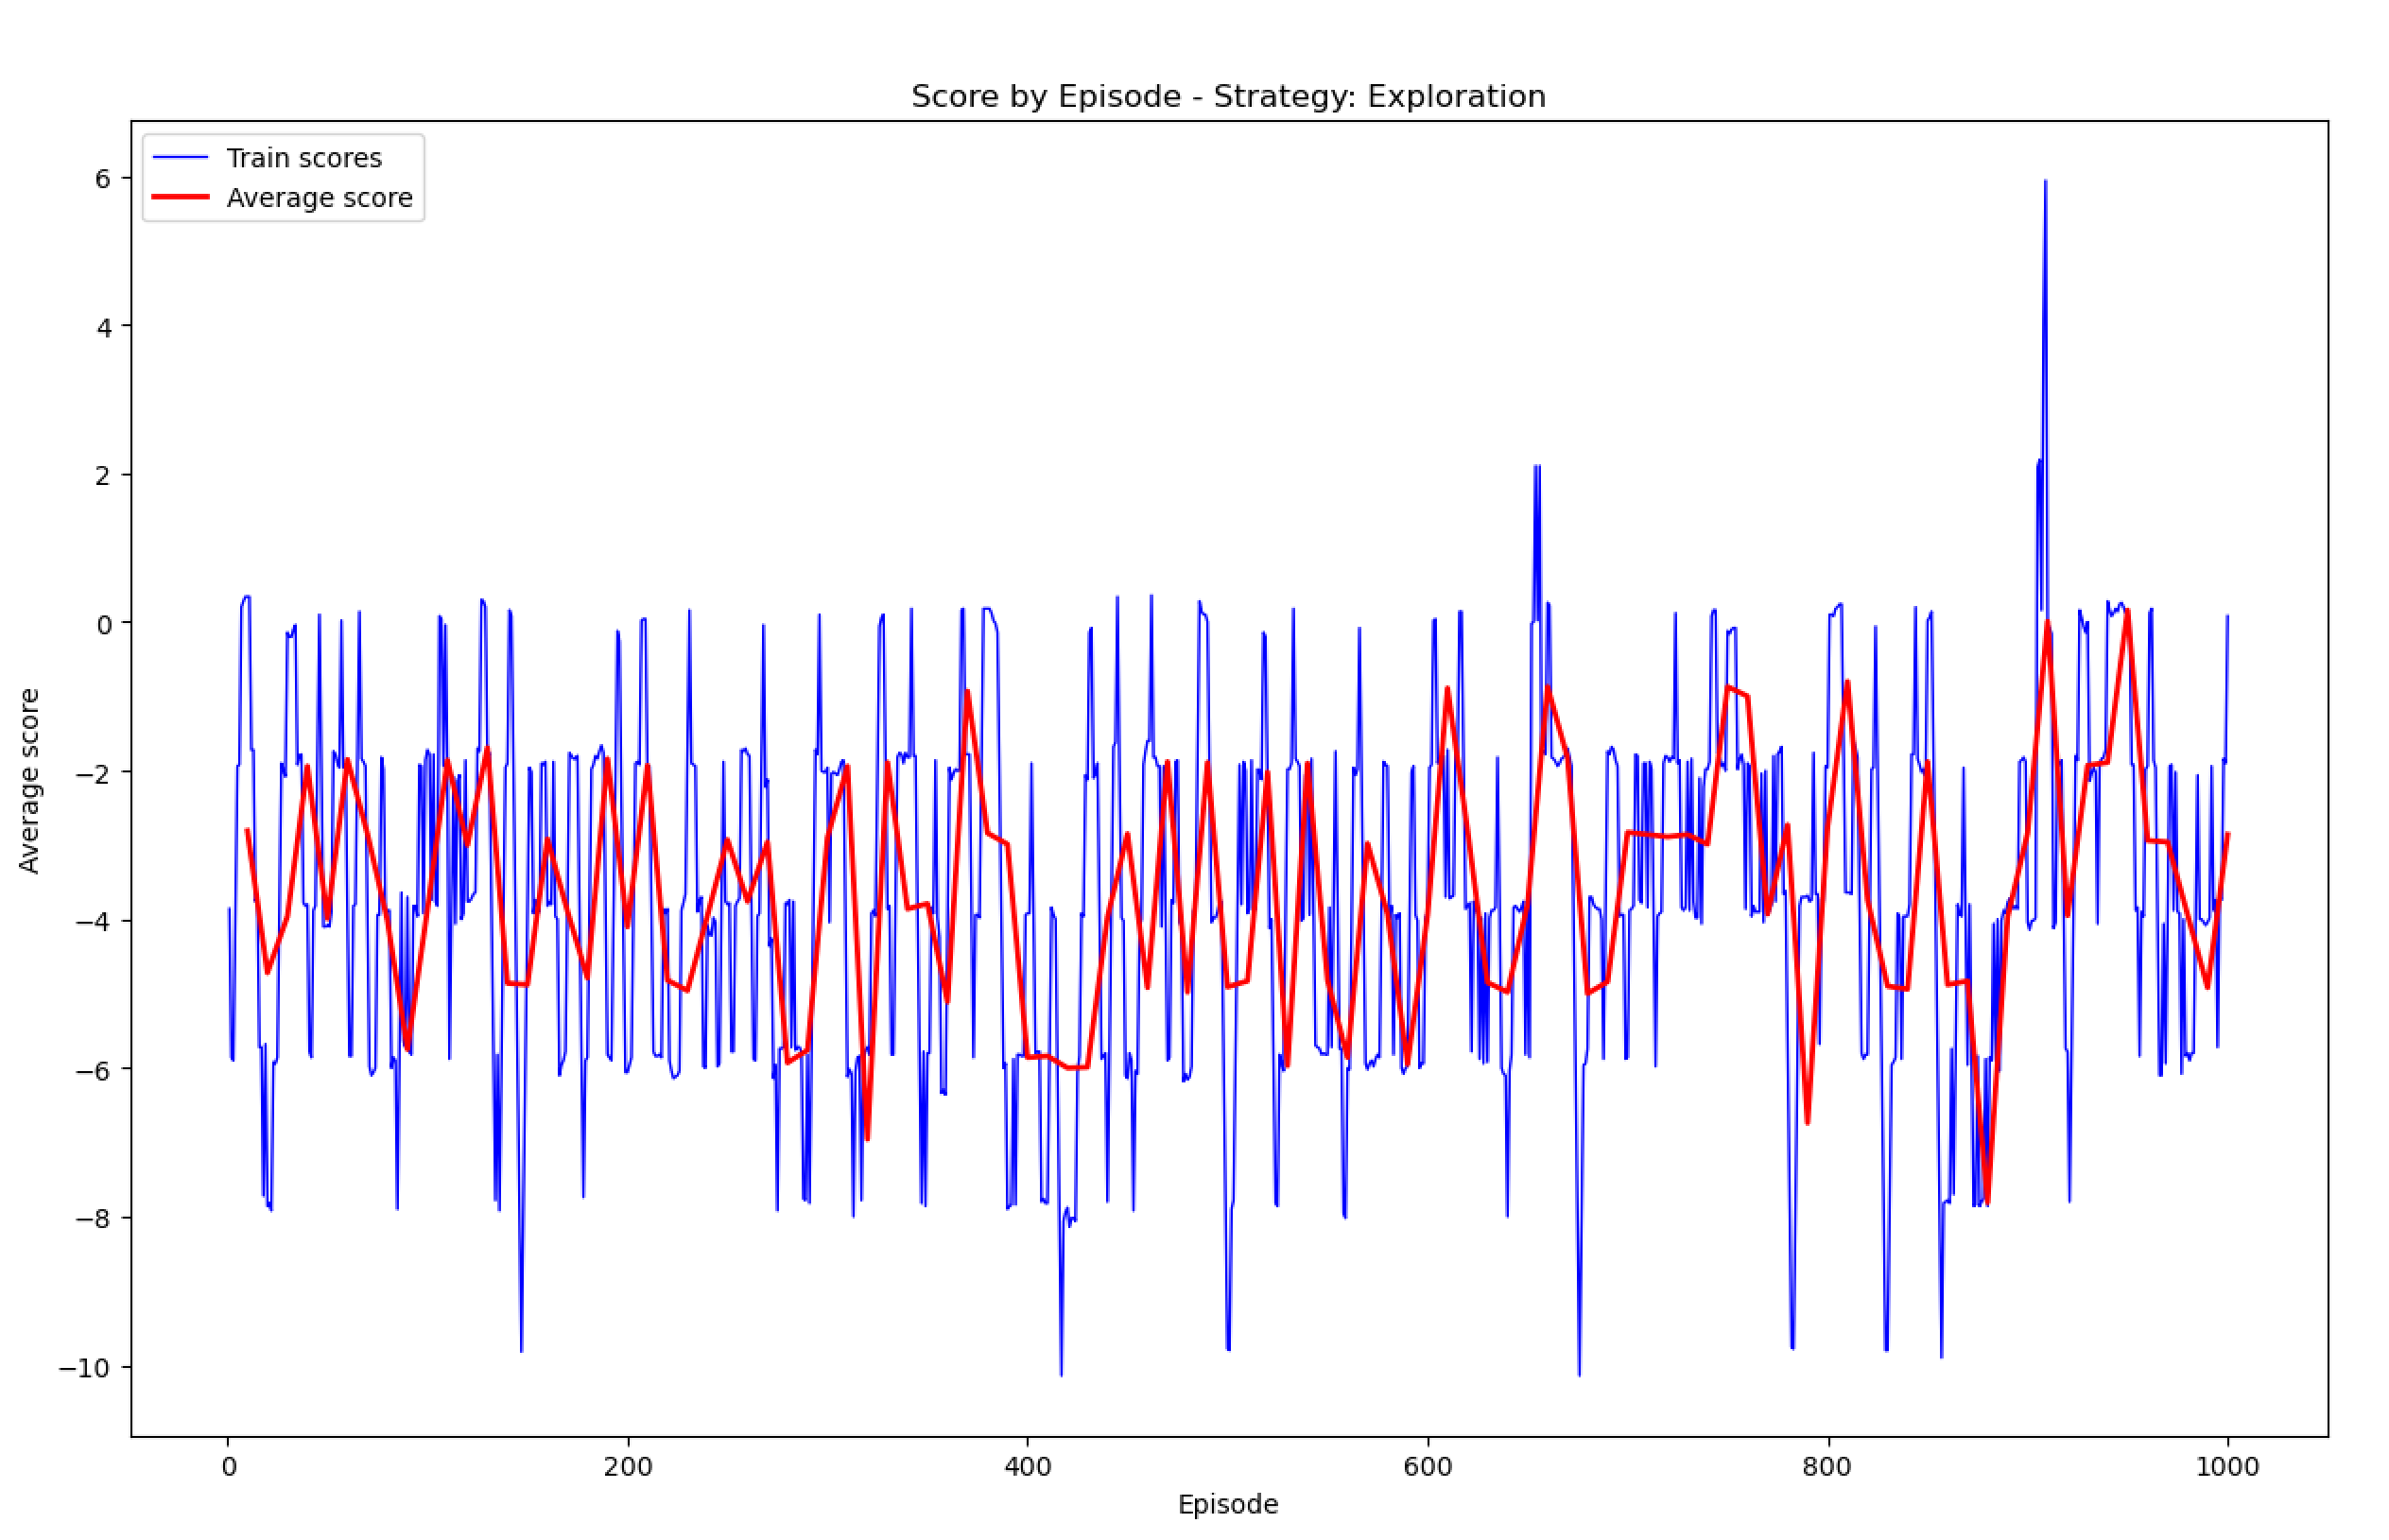 Score by Episode - Strategy: Exploration
Train scores
Average score
6
4
2
0
−2
−4
−6
−8
−10
Average score
0 200 400 600 800 1000
Episode